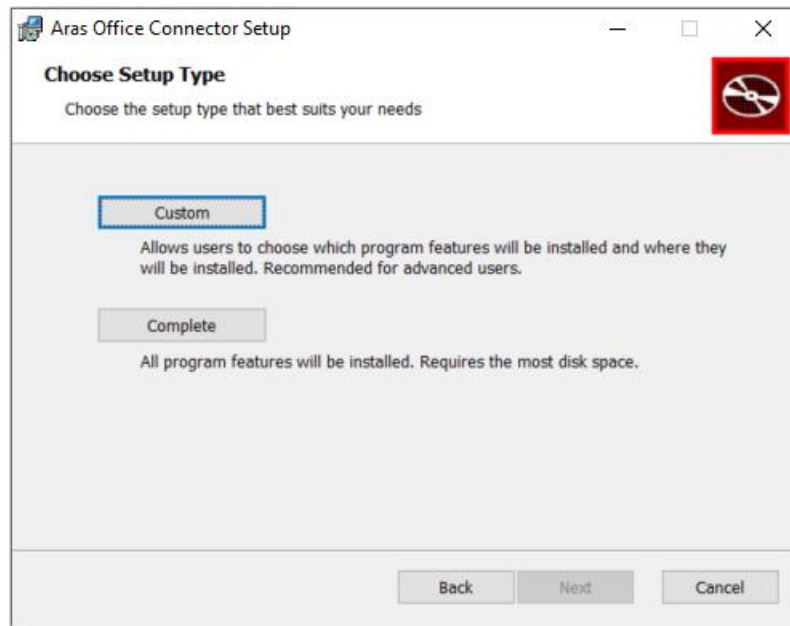 Aras Office Connector Setup
Choose Setup Type
Choose the setup type that best suits your needs
Custom
Allows users to choose which program features will be installed and where they
will be installed. Recommended for advanced users.
Complete
All program features will be installed. Requires the most disk space.
Back Next Cancel